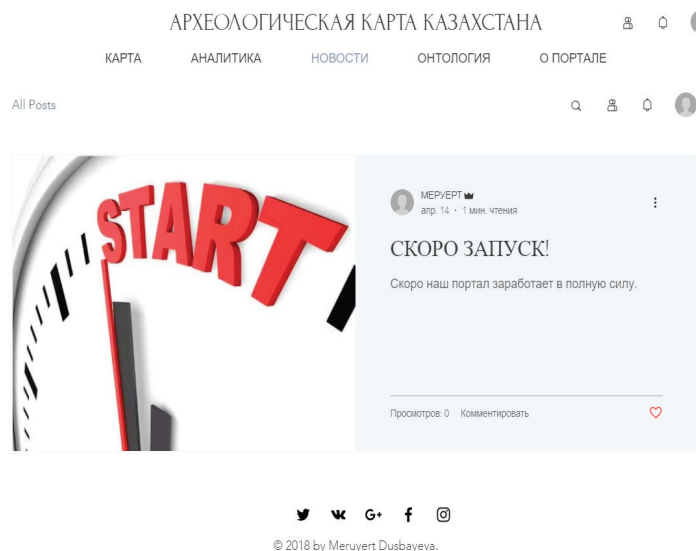 АРХЕОЛОГИЧЕСКАЯ КАРТА КАЗАХСТАНА
КАРТА АНАЛИТИКА НОВОСТИ ОНТОЛОГИЯ О ПОРТАЛЕ
All Posts
START
МЕРУЕРТ
апр. 14 · 1 мин. чтения
СКОРО ЗАПУСК!
Скоро наш портал заработает в полную силу.
Просмотров: 0 Комментировать
G+ f
© 2018 by Meruyert Dusbayeva.